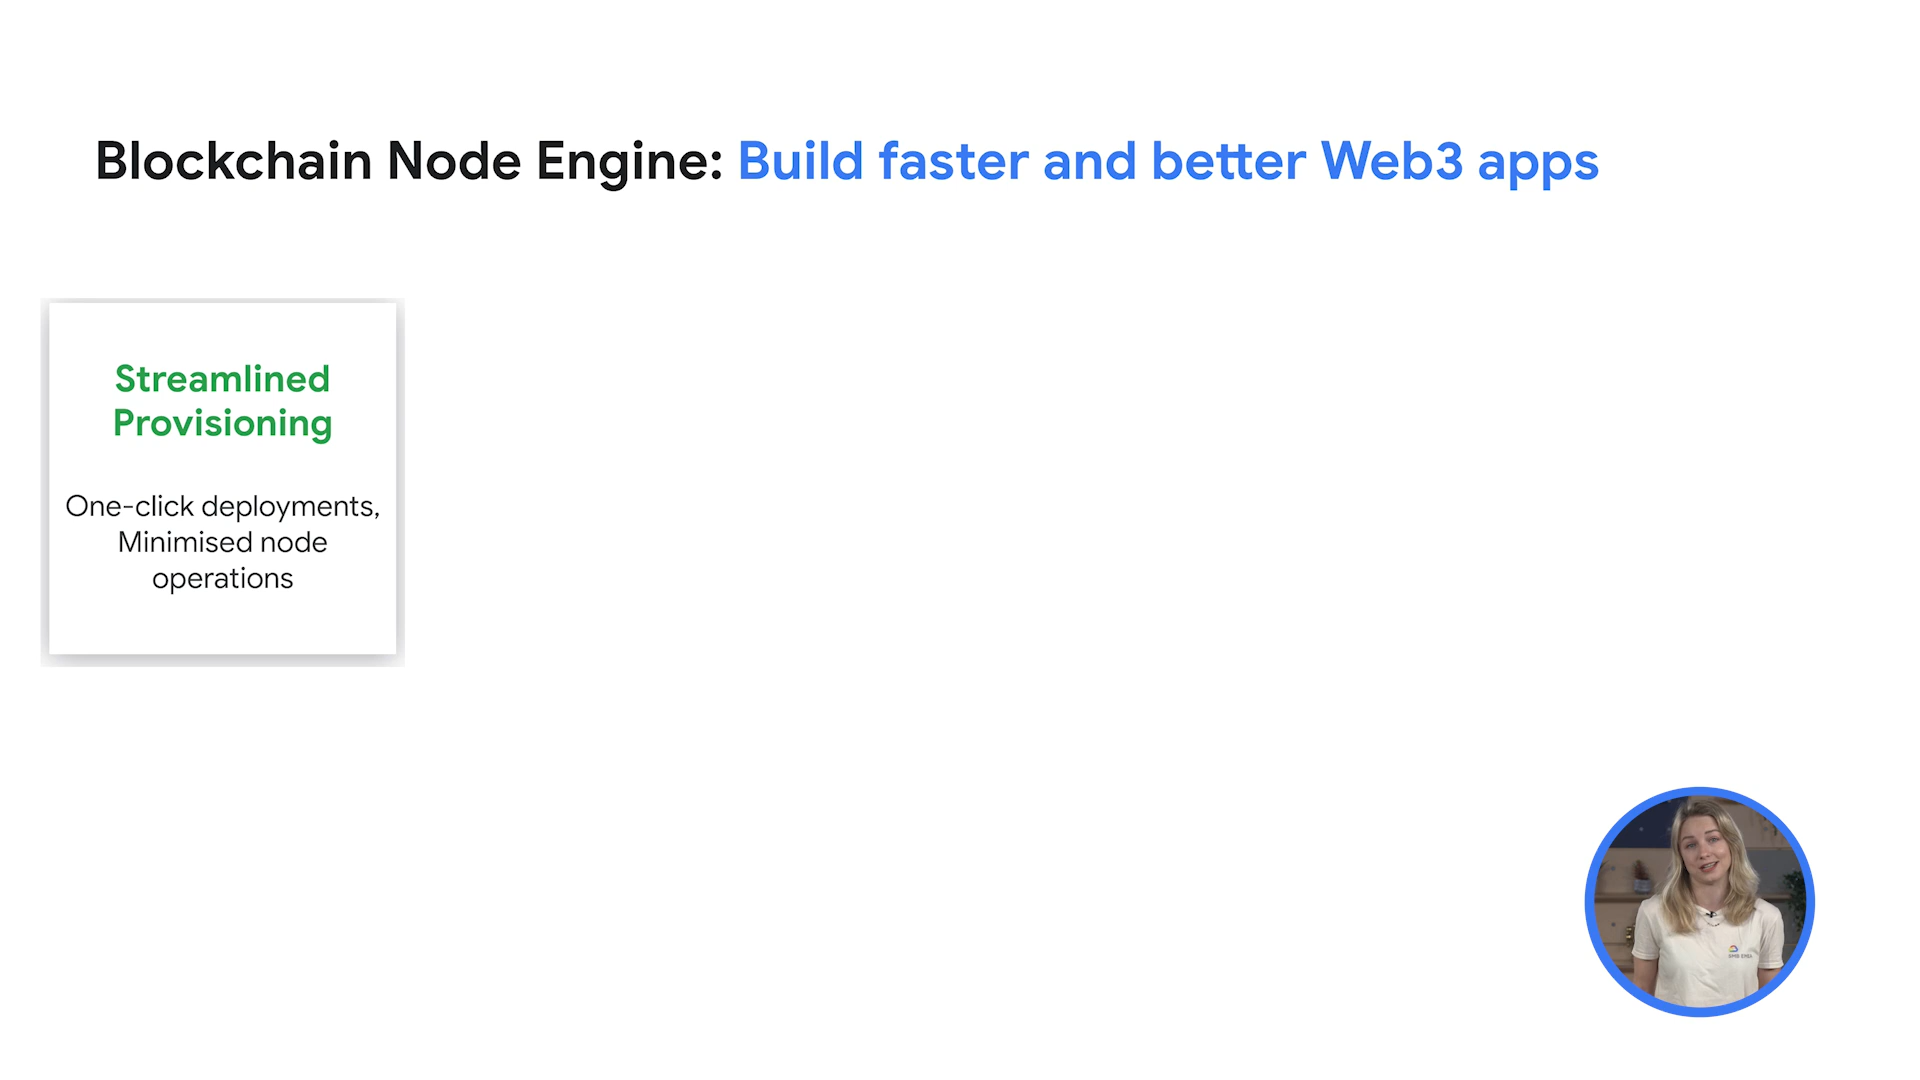 Blockchain Node Engine: Build faster and better Web3 apps
Streamlined
Provisioning
One-click deployments,
Minimised node
operations